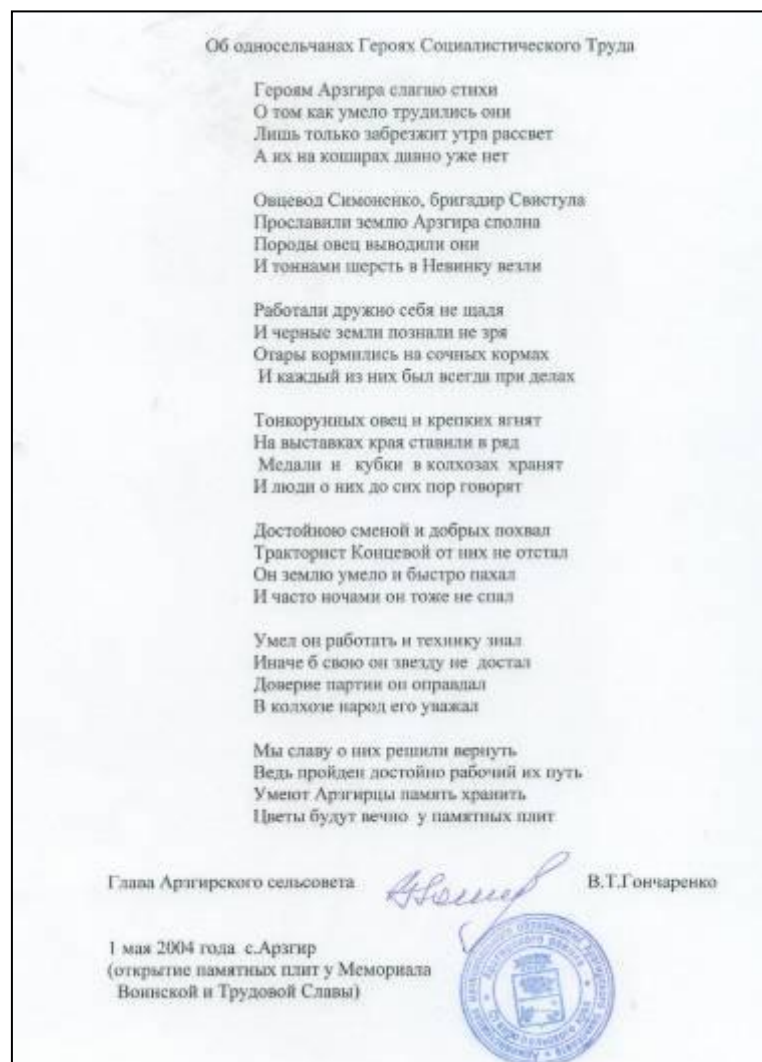 Об односельчанах Героях Социалистического Труда
Героям Арзгира слагаю стихи
О том как умело трудились они
Лишь только забрезжит утра рассвет
А их на кошарах давно уже нет
Овцевод Симоненко, бригадир Свистула
Прославили землю Арзгира сполна
Породы овец выводили они
И тоннами шерсть в Невинку везли
Работали дружно себя не щадя
И черные земли познали не зря
Отары кормились на сочных кормах
И каждый из них был всегда при делах
Тонкорунных овец и крепких ягнят
На выставках края ставили в ряд
Медали и кубки в колхозах хранят
И люди о них до сих пор говорят
Достойною сменой и добрых похвал
Тракторист Концевой от них не отстал
Он землю умело и быстро пахал
И часто ночами он тоже не спал
Умел он работать и технику знал
Иначе б свою он звезду не достал
Доверие партии он оправдал
В колхозе народ его уважал
Мы славу о них решили вернуть
Ведь пройден достойно рабочий их путь
Умеют Арзгирцы память хранить
Цветы будут вечно у памятных плит
Глава Арзгирского сельсовета В.Т.Гончаренко
1 мая 2004 года с.Арзгир
(открытие памятных плит у Мемориала
Воинской и Трудовой Славы)